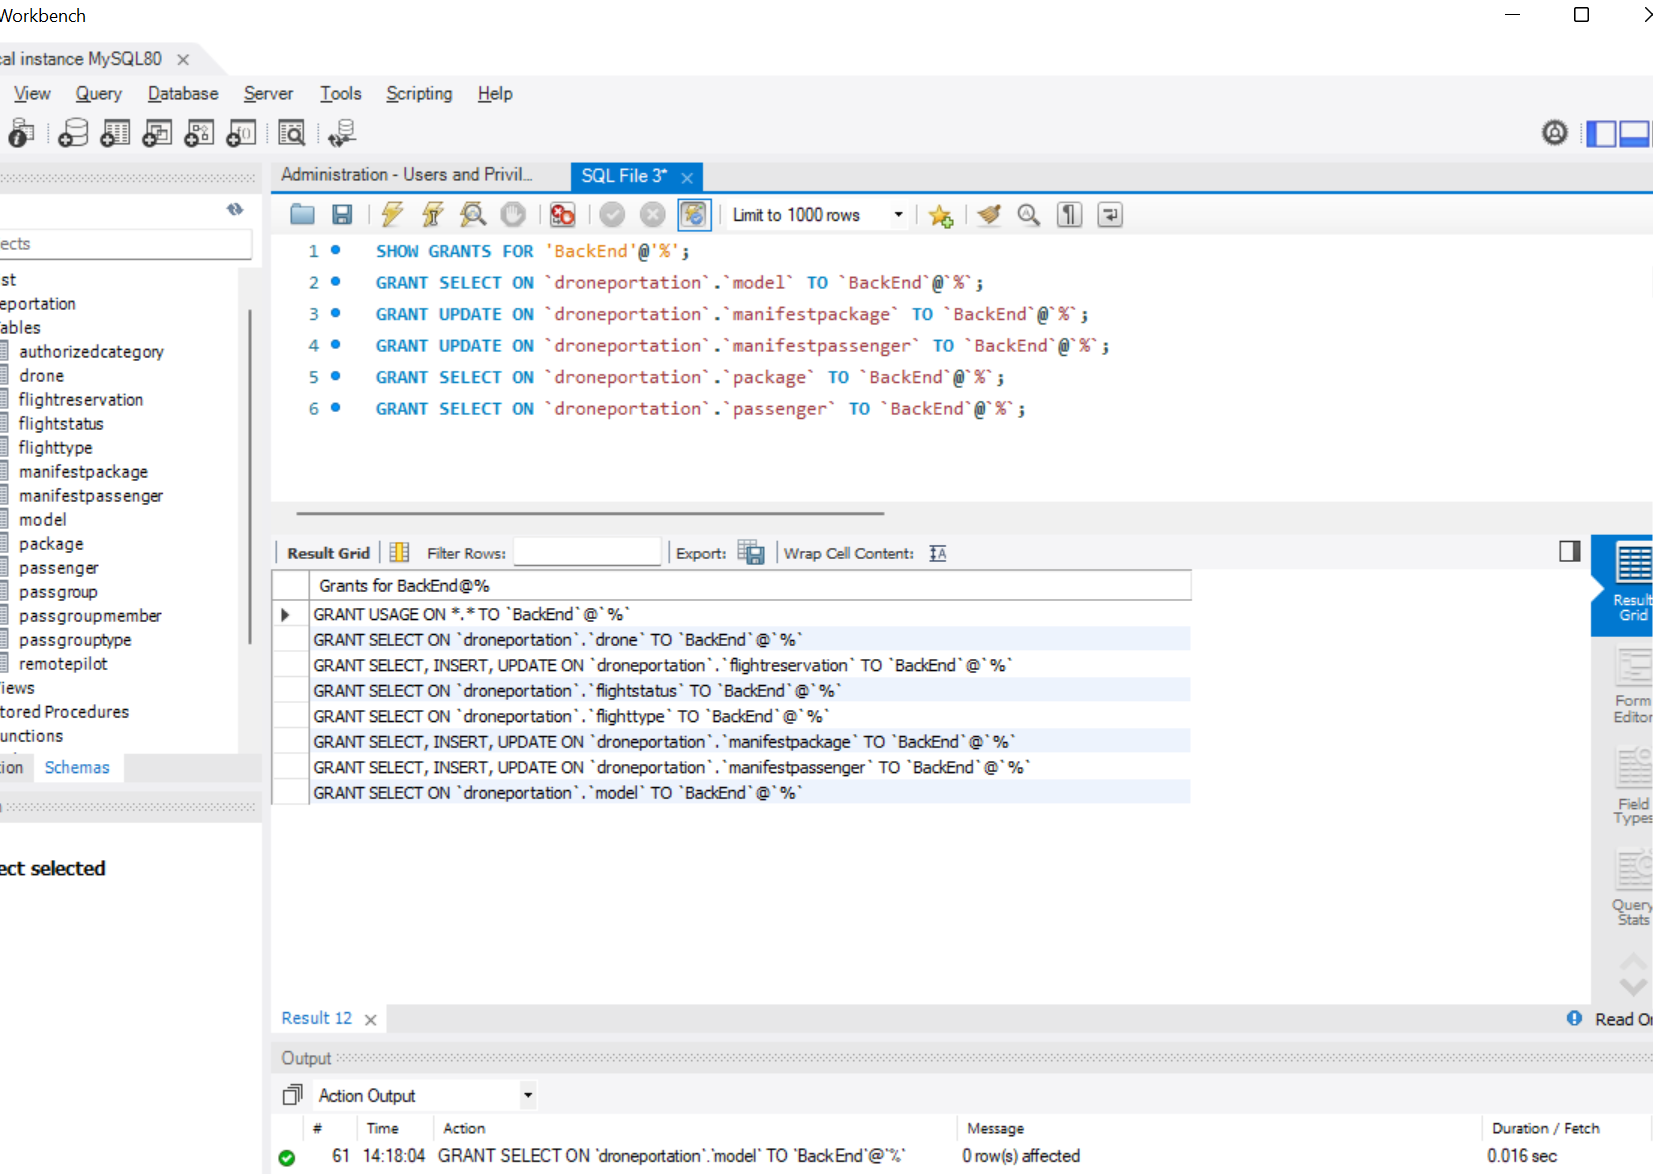 Workbench
cal instance MySQL80
View Query Database Server Tools Scripting Help
Administration - Users and Privil...
SQL File 3*
Limit to 1000 rows
ects
st
eportation
ables
authorizedcategory
drone
flightreservation
flightstatus
flighttype
manifestpackage
manifestpassenger
model
package
passenger
passgroup
passgroupmember
passgrouptype
remotepilot
iews
tored Procedures
unctions
ion Schemas
ect selected
1 SHOW GRANTS FOR 'BackEnd'@'%';
2 GRANT SELECT ON `droneportation`.`model` TO `BackEnd`@`%`;
3 GRANT UPDATE ON `droneportation`.`manifestpackage` TO `BackEnd`@`%`;
4 GRANT UPDATE ON `droneportation`.`manifestpassenger` TO `BackEnd`@`%`;
5 GRANT SELECT ON `droneportation`.`package` TO `BackEnd`@`%`;
6 GRANT SELECT ON `droneportation`.`passenger` TO `BackEnd`@`%`;
Result Grid Filter Rows: Export: Wrap Cell Content:
Grants for BackEnd@%
GRANT USAGE ON *.* TO `BackEnd`@`%`
GRANT SELECT ON `droneportation`.`drone` TO `BackEnd`@`%`
GRANT SELECT, INSERT, UPDATE ON `droneportation`.`flightreservation` TO `BackEnd`@`%`
GRANT SELECT ON `droneportation`.`flightstatus` TO `BackEnd`@`%`
GRANT SELECT ON `droneportation`.`flighttype` TO `BackEnd`@`%`
GRANT SELECT, INSERT, UPDATE ON `droneportation`.`manifestpackage` TO `BackEnd`@`%`
GRANT SELECT, INSERT, UPDATE ON `droneportation`.`manifestpassenger` TO `BackEnd`@`%`
GRANT SELECT ON `droneportation`.`model` TO `BackEnd`@`%`
Result
Grid
Form
Editor
Field
Types
Query
Stats
Result 12
Read On
Output
Action Output
# Time Action Message Duration / Fetch
61 14:18:04 GRANT SELECT ON `droneportation`.`model` TO `BackEnd`@`%` 0 row(s) affected 0.016 sec